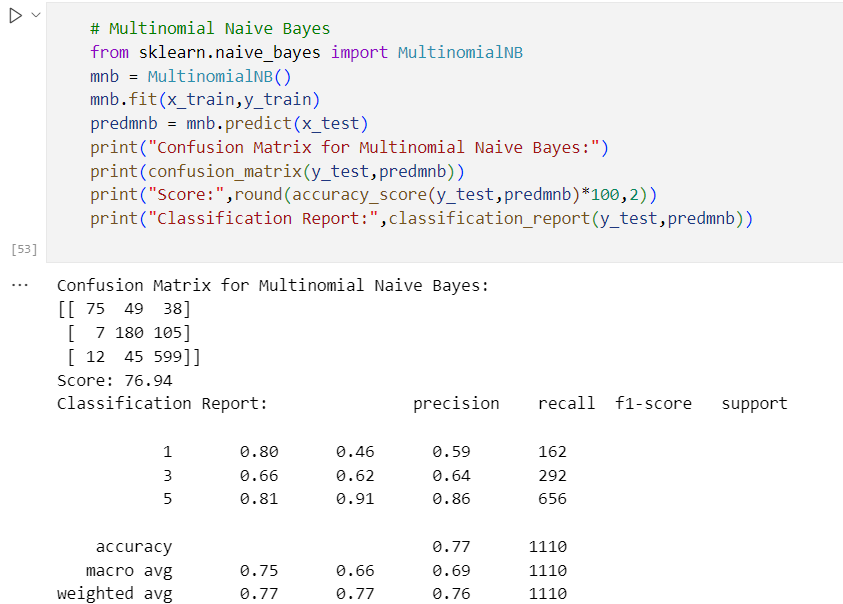 # Multinomial Naive Bayes
from sklearn.naive_bayes import MultinomialNB
mnb = MultinomialNB()
mnb.fit(x_train,y_train)
predmnb = mnb.predict(x_test)
print("Confusion Matrix for Multinomial Naive Bayes:")
print(confusion_matrix(y_test,predmnb))
print("Score:",round(accuracy_score(y_test,predmnb)*100,2))
print("Classification Report:",classification_report(y_test,predmnb))
[53]
... Confusion Matrix for Multinomial Naive Bayes:
[[ 75  49  38]
 [  7 180 105]
 [ 12  45 599]]
Score: 76.94
Classification Report:               precision    recall  f1-score   support
           1       0.80      0.46      0.59       162
           3       0.66      0.62      0.64       292
           5       0.81      0.91      0.86       656
    accuracy                           0.77      1110
   macro avg       0.75      0.66      0.69      1110
weighted avg       0.77      0.77      0.76      1110